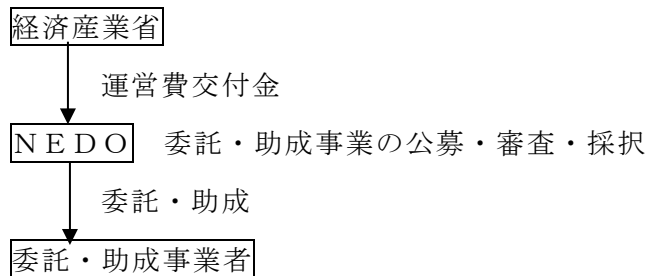 経済産業省
運営費交付金
ＮＥＤＯ 委託・助成事業の公募・審査・採択
委託・助成
委託・助成事業者